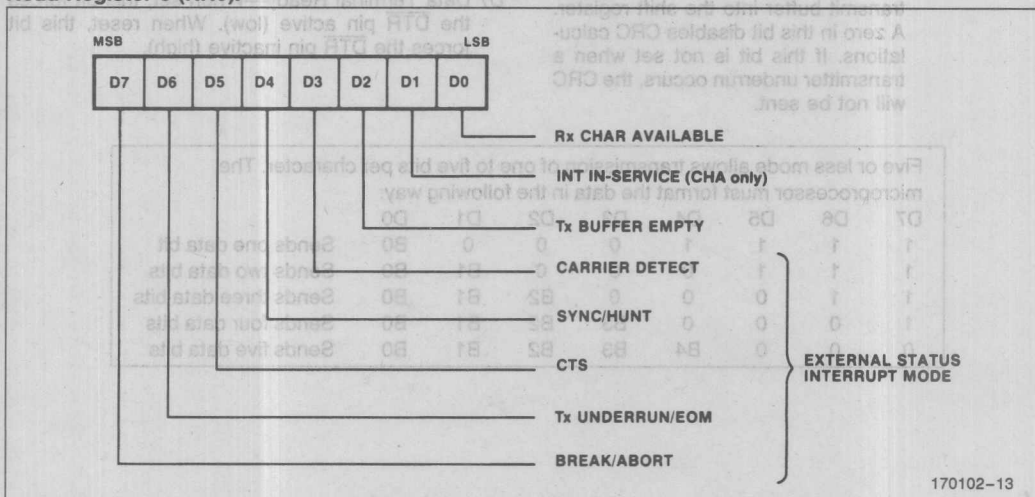 MSB LSB
D7 D6 D5 D4 D3 D2 D1 D0
Rx CHAR AVAILABLE
INT IN-SERVICE (CHA only)
Tx BUFFER EMPTY
CARRIER DETECT
SYNC/HUNT
CTS
EXTERNAL STATUS
INTERRUPT MODE
Tx UNDERRUN/EOM
BREAK/ABORT
170102-13